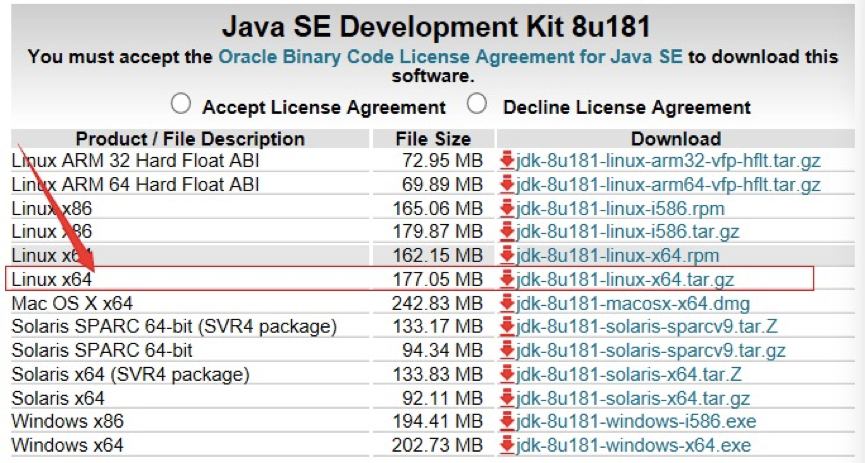 Java SE Development Kit 8u181
You must accept the Oracle Binary Code License Agreement for Java SE to download this
software.
Accept License Agreement Decline License Agreement
Product / File Description File Size Download
Linux ARM 32 Hard Float ABI 72.95 MB jdk-8u181-linux-arm32-vfp-hflt.tar.gz
Linux ARM 64 Hard Float ABI 69.89 MB jdk-8u181-linux-arm64-vfp-hflt.tar.gz
Linux x86 165.06 MB jdk-8u181-linux-i586.rpm
Linux x86 179.87 MB jdk-8u181-linux-i586.tar.gz
Linux x64 162.15 MB jdk-8u181-linux-x64.rpm
Linux x64 177.05 MB jdk-8u181-linux-x64.tar.gz
Mac OS X x64 242.83 MB jdk-8u181-macosx-x64.dmg
Solaris SPARC 64-bit (SVR4 package) 133.17 MB jdk-8u181-solaris-sparcv9.tar.Z
Solaris SPARC 64-bit 94.34 MB jdk-8u181-solaris-sparcv9.tar.gz
Solaris x64 (SVR4 package) 133.83 MB jdk-8u181-solaris-x64.tar.Z
Solaris x64 92.11 MB jdk-8u181-solaris-x64.tar.gz
Windows x86 194.41 MB jdk-8u181-windows-i586.exe
Windows x64 202.73 MB jdk-8u181-windows-x64.exe